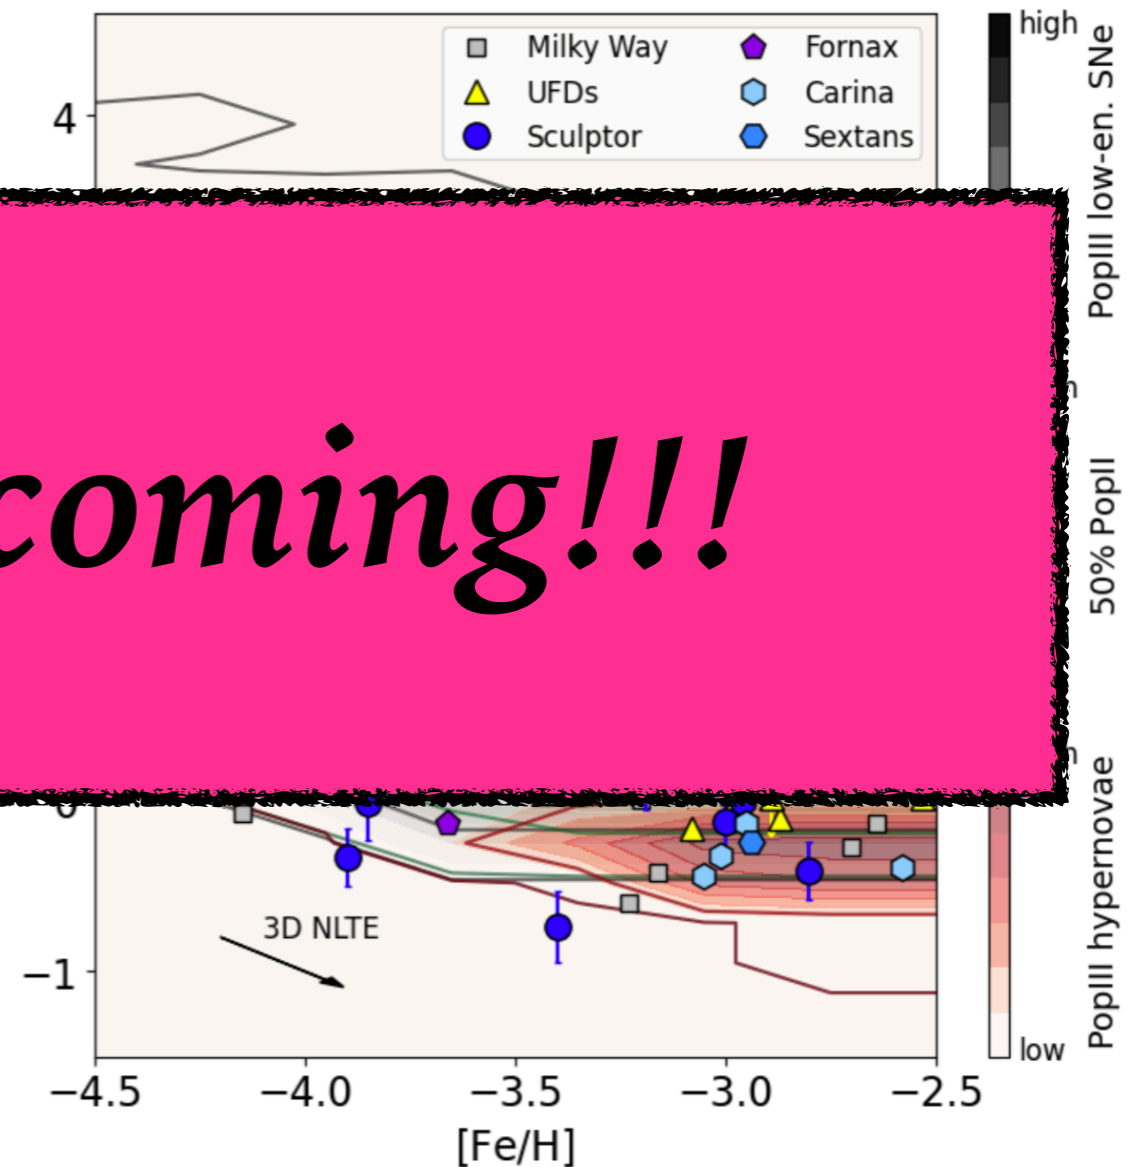 Milky Way
UFDs
Sculptor
Fornax
Carina
Sextans
high
PopIII low-en. SNe
4
coming!!!
50% PopII
PopIII hypernovae
3D NLTE
−1
low
−4.5 −4.0 −3.5 −3.0 −2.5
[Fe/H]